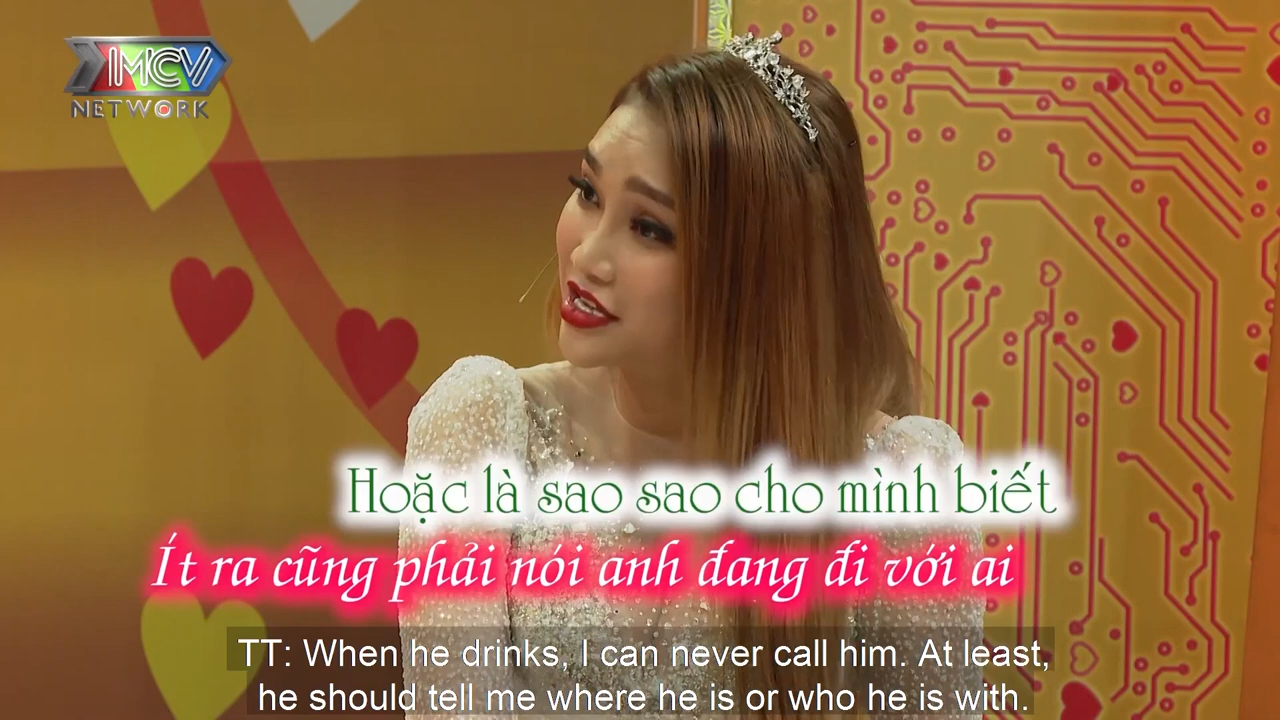 MCV
NETWORK
Hoặc là sao sao cho mình biết
Ít ra cũng phải nói anh đang đi với ai
TT: When he drinks, I can never call him. At least,
he should tell me where he is or who he is with.